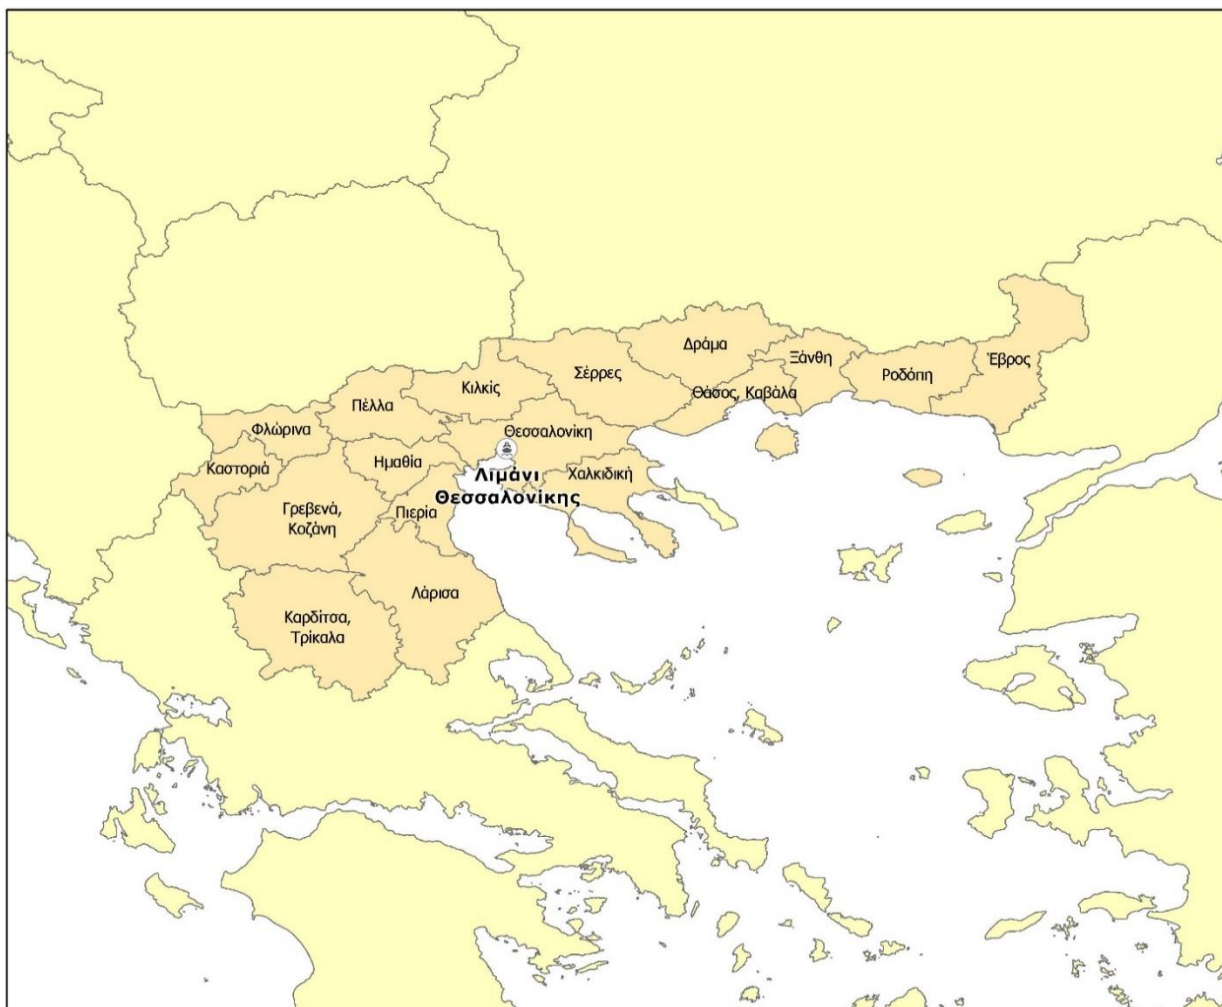 Δράμα
Ξάνθη
Έβρος
Ροδόπη
Σέρρες
Κιλκίς
Θάσος, Καβάλα
Πέλλα
Φλώρινα
Θεσσαλονίκη
Καστοριά
Ημαθία
Χαλκιδική
Λιμάνι
Θεσσαλονίκης
Γρεβενά,
Κοζάνη
Πιερία
Λάρισα
Καρδίτσα,
Τρίκαλα